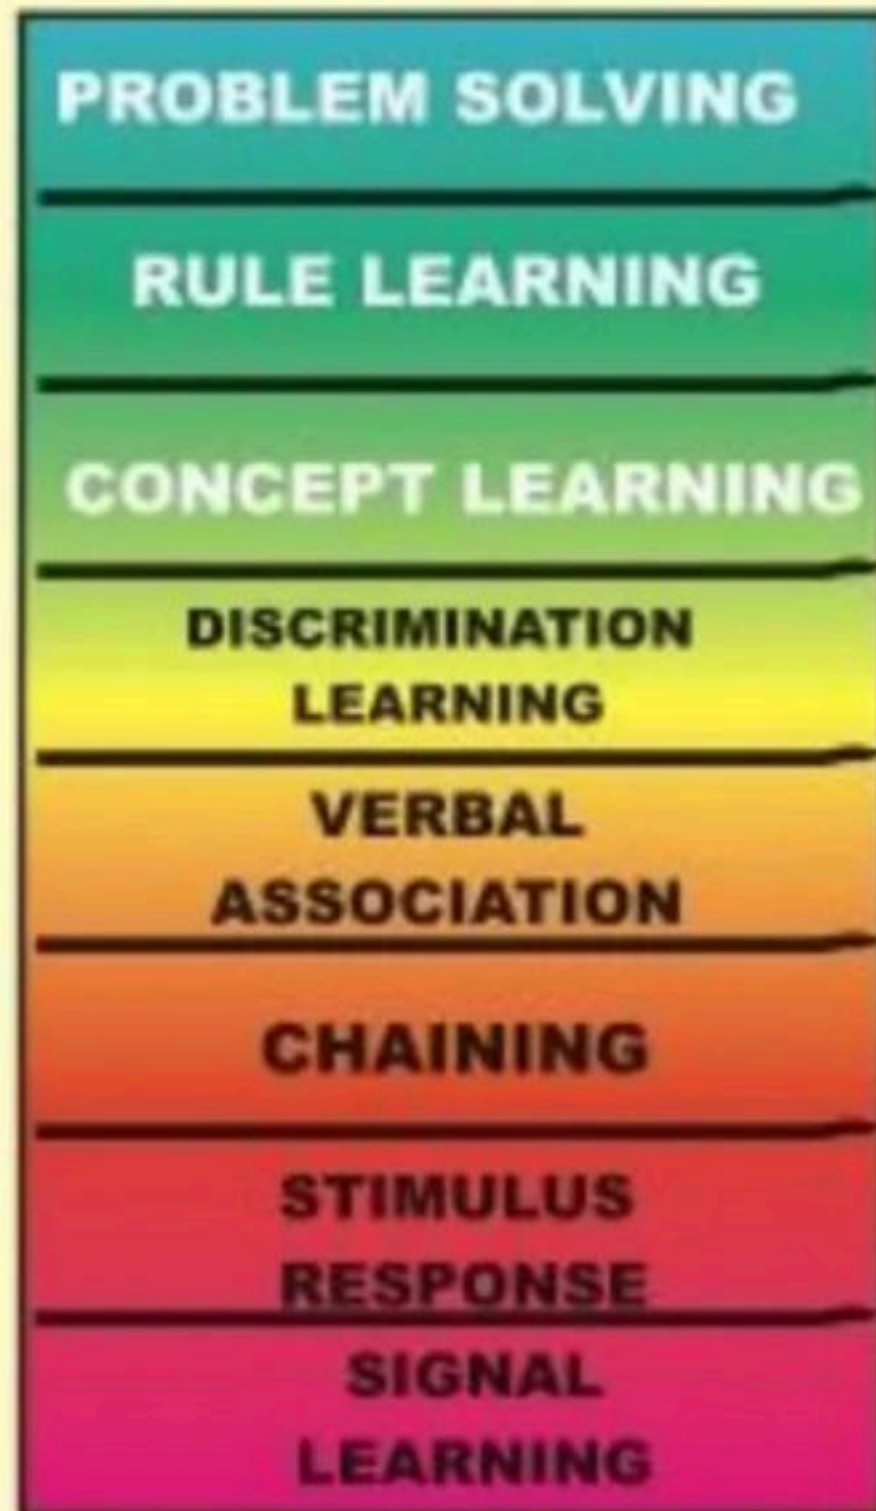 PROBLEM SOLVING
RULE LEARNING
CONCEPT LEARNING
DISCRIMINATION
LEARNING
VERBAL
ASSOCIATION
CHAINING
STIMULUS
RESPONSE
SIGNAL
LEARNING